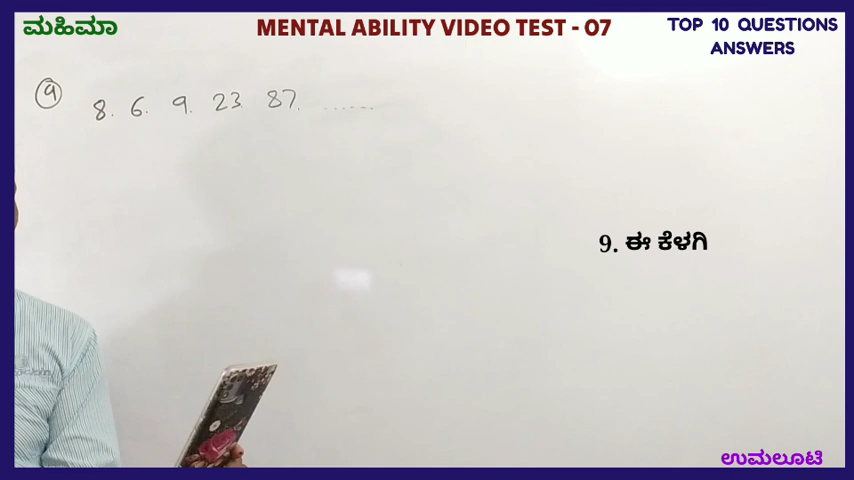 ಮಹಿಮಾ
MENTAL ABILITY VIDEO TEST - 07
TOP 10 QUESTIONS
ANSWERS
9 8. 6. 9. 23. 87. ......
9. ಈ ಕೆಳಗಿ
ಉಮಲೂಟಿ